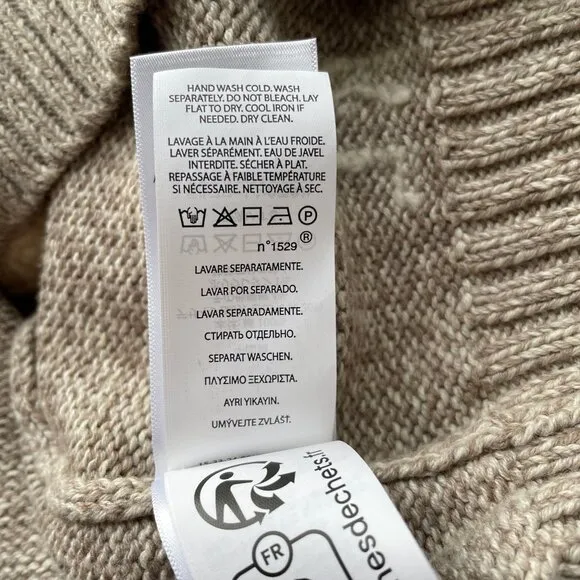 HAND WASH COLD. WASH
SEPARATELY. DO NOT BLEACH. LAY
FLAT TO DRY. COOL IRON IF
NEEDED. DRY CLEAN.
LAVAGE À LA MAIN À L'EAU FROIDE.
LAVER SÉPARÉMENT. EAU DE JAVEL
INTERDITE. SÉCHER À PLAT.
REPASSAGE À FAIBLE TEMPÉRATURE
SI NÉCESSAIRE. NETTOYAGE À SEC.
P
n°1529 ®
LAVARE SEPARATAMENTE.
LAVAR POR SEPARADO.
LAVAR SEPARADAMENTE.
СТИРАТЬ ОТДЕЛЬНО.
SEPARAT WASCHEN.
ΠΛΥΣΙΜΟ ΞΕΧΩΡΙΣΤΑ.
AYRI YIKAYIN.
UMÝVEJTE ZVLÁŠŤ.
FR
mesdechets.fr